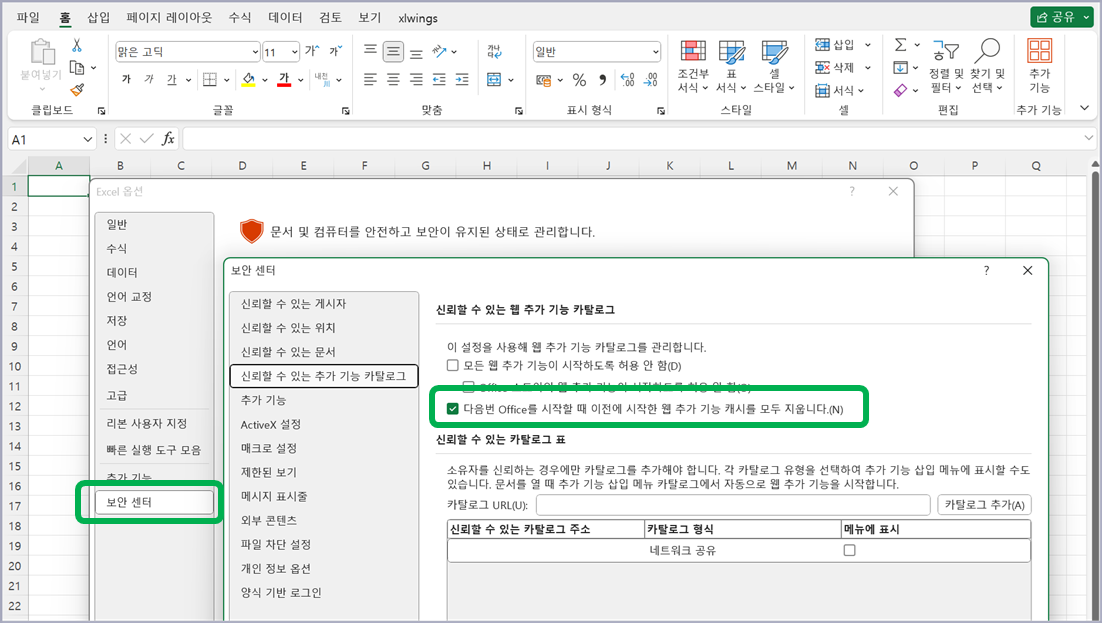 파일 홈 삽입 페이지 레이아웃 수식 데이터 검토 보기 xlwings 공유
붙여넣기
클립보드
맑은 고딕 11 가 가
가 가 가 가 내천
글꼴
가나다
맞춤
일반
% 9
.00
표시 형식
조건부 서식
표 서식
셀 스타일
스타일
삽입
삭제
서식
셀
정렬 및 필터
찾기 및 선택
편집
추가 기능
추가 기능
A1 fx
A B C D E F G H I J K L M N O P Q
1
2
3
4
5
6
7
8
9
10
11
12
13
14
15
16
17
18
19
20
21
22
Excel 옵션 ?
일반
수식
데이터
언어 교정
저장
언어
접근성
고급
리본 사용자 지정
빠른 실행 도구 모음
추가 기능
보안 센터
문서 및 컴퓨터를 안전하고 보안이 유지된 상태로 관리합니다.
보안 센터 ?
신뢰할 수 있는 게시자
신뢰할 수 있는 위치
신뢰할 수 있는 문서
신뢰할 수 있는 추가 기능 카탈로그
추가 기능
ActiveX 설정
매크로 설정
제한된 보기
메시지 표시줄
외부 콘텐츠
파일 차단 설정
개인 정보 옵션
양식 기반 로그인
신뢰할 수 있는 웹 추가 기능 카탈로그
이 설정을 사용해 웹 추가 기능 카탈로그를 관리합니다.
모든 웹 추가 기능이 시작하도록 허용 안 함(D)
다음번 Office를 시작할 때 이전에 시작한 웹 추가 기능 캐시를 모두 지웁니다.(N)
신뢰할 수 있는 카탈로그 표
소유자를 신뢰하는 경우에만 카탈로그를 추가해야 합니다. 각 카탈로그 유형을 선택하여 추가 기능 삽입 메뉴에 표시할 수도
있습니다. 문서를 열 때 추가 기능 삽입 메뉴 카탈로그에서 자동으로 웹 추가 기능을 시작합니다.
카탈로그 URL(U): 카탈로그 추가(A)
신뢰할 수 있는 카탈로그 주소 카탈로그 형식 메뉴에 표시
네트워크 공유